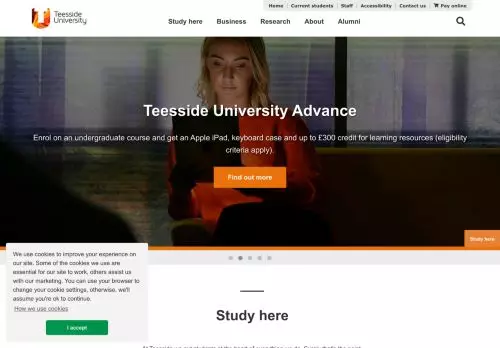 Home Current students Staff Accessibility Contact us Pay online
Teesside
University
Study here Business Research About Alumni
Teesside University Advance
Enrol on an undergraduate course and get an Apple iPad, keyboard case and up to £300 credit for learning resources (eligibility
criteria apply).
Find out more
Study here
We use cookies to improve your experience on
our site. Some of the cookies we use are
essential for our site to work, others assist us
with our marketing. You can use your browser to
change your cookie settings, otherwise, we'll
assume you're ok to continue.
How we use cookies
I accept
Study here